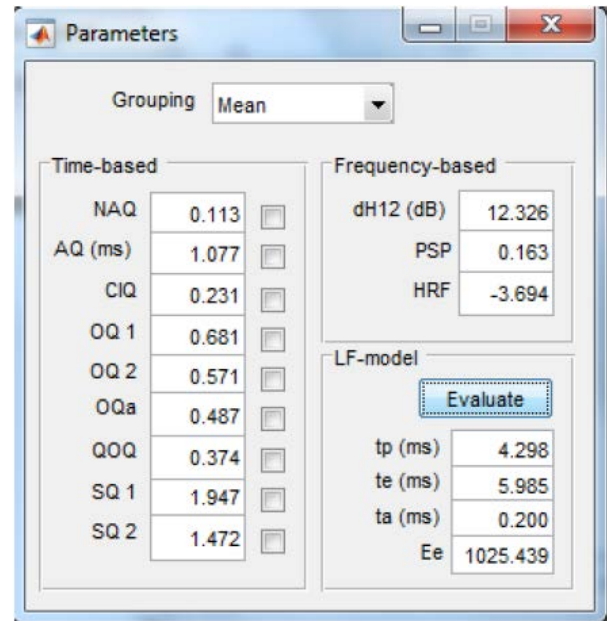 Parameters
Grouping Mean
Time-based
NAQ 0.113
AQ (ms) 1.077
ClQ 0.231
OQ 1 0.681
OQ 2 0.571
OQa 0.487
QOQ 0.374
SQ 1 1.947
SQ 2 1.472
Frequency-based
dH12 (dB) 12.326
PSP 0.163
HRF -3.694
LF-model
Evaluate
tp (ms) 4.298
te (ms) 5.985
ta (ms) 0.200
Ee 1025.439